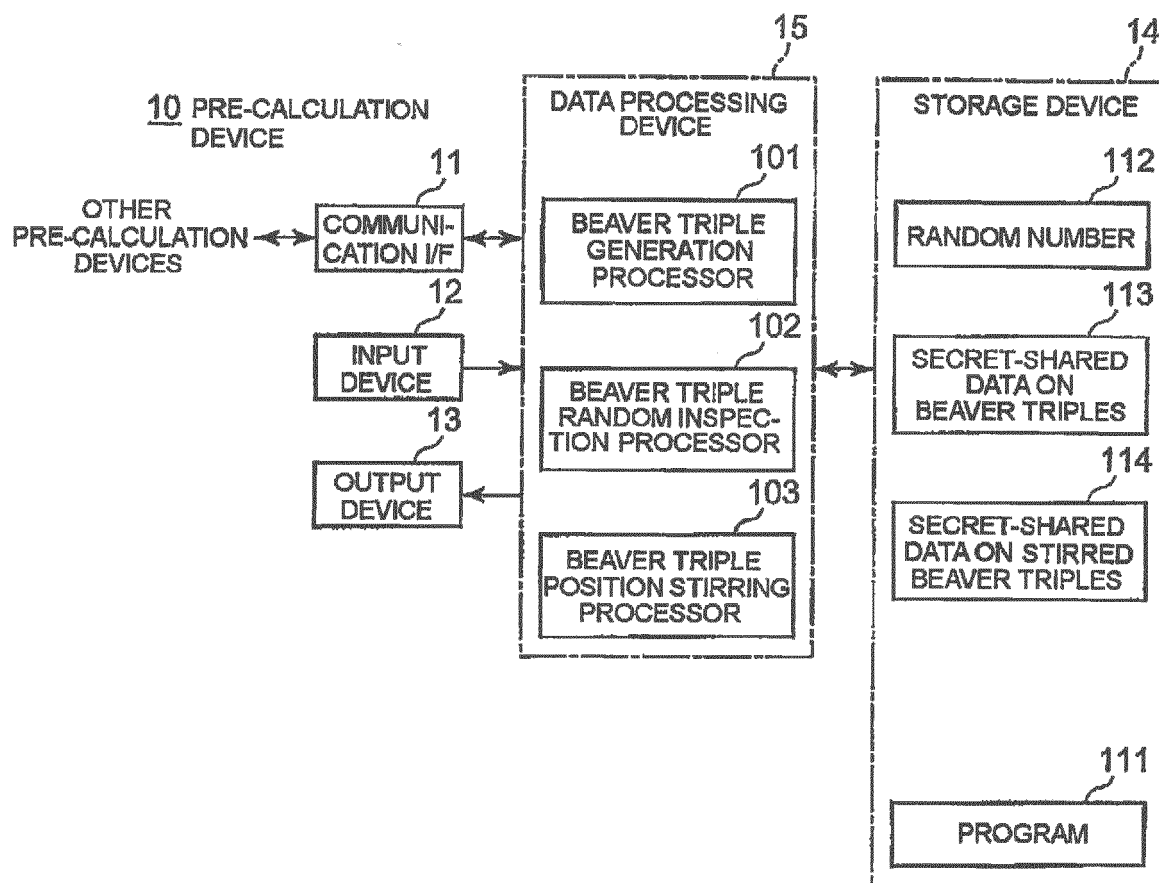 10 PRE-CALCULATION
DEVICE
OTHER
PRE-CALCULATION
DEVICES
11
COMMUNI-
CATION I/F
12
INPUT
DEVICE
13
OUTPUT
DEVICE
15
DATA PROCESSING
DEVICE
101
BEAVER TRIPLE
GENERATION
PROCESSOR
102
BEAVER TRIPLE
RANDOM INSPEC-
TION PROCESSOR
103
BEAVER TRIPLE
POSITION STIRRING
PROCESSOR
14
STORAGE DEVICE
112
RANDOM NUMBER
113
SECRET-SHARED
DATA ON
BEAVER TRIPLES
114
SECRET-SHARED
DATA ON STIRRED
BEAVER TRIPLES
111
PROGRAM